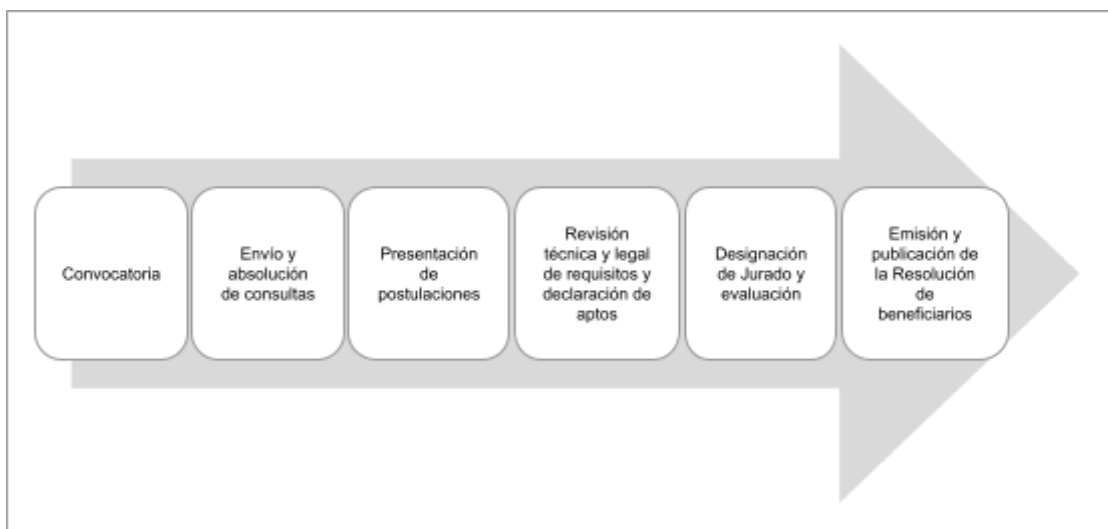 Convocatoria
Envío y
absolución
de consultas
Presentación
de
postulaciones
Revisión
técnica y legal
de requisitos y
declaración de
aptos
Designación
de Jurado y
evaluación
Emisión y
publicación de
la Resolución
de
beneficiarios